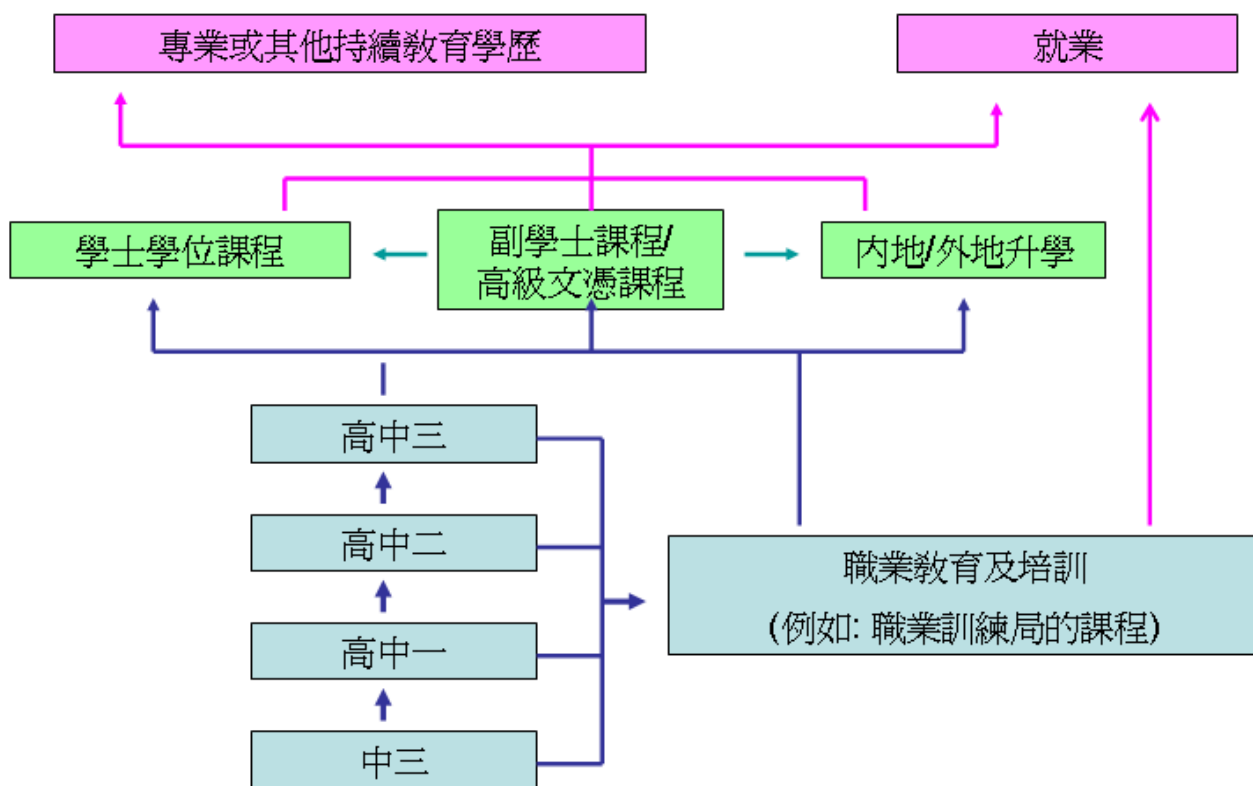 專業或其他持續教育學歷
就業
學士學位課程
副學士課程/
高級文憑課程
內地/外地升學
高中三
高中二
職業教育及培訓
(例如: 職業訓練局的課程)
高中一
中三